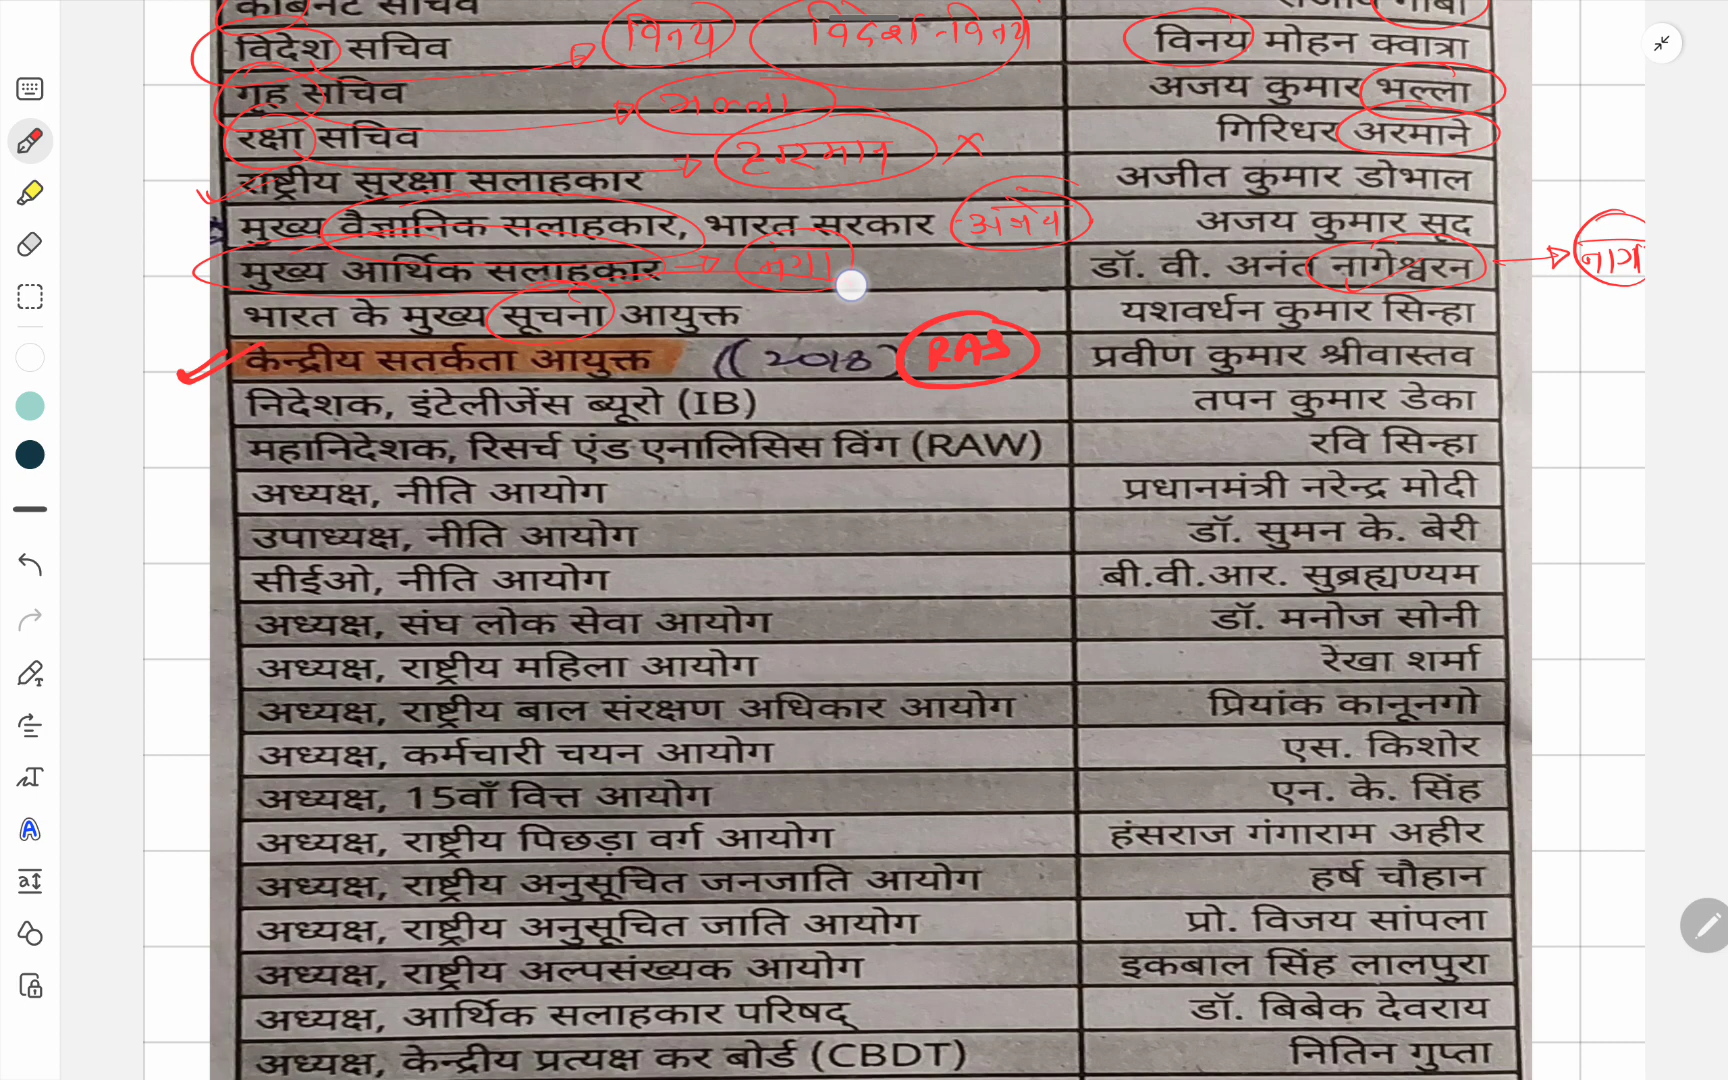 कैबिनेट सचिव गौबा
विदेश सचिव विनय विदेश-विनय विनय मोहन क्वात्रा
गृह सचिव भल्ला अजय कुमार भल्ला
रक्षा सचिव गिरिधर अरमाने
राष्ट्रीय सुरक्षा सलाहकार अजीत कुमार डोभाल
मुख्य वैज्ञानिक सलाहकार, भारत सरकार अजय अजय कुमार सूद
मुख्य आर्थिक सलाहकार डॉ. वी. अनंत नागेश्वरन नाग
भारत के मुख्य सूचना आयुक्त यशवर्धन कुमार सिन्हा
केन्द्रीय सतर्कता आयुक्त (2018) RAS प्रवीण कुमार श्रीवास्तव
निदेशक, इंटेलीजेंस ब्यूरो (IB) तपन कुमार डेका
महानिदेशक, रिसर्च एंड एनालिसिस विंग (RAW) रवि सिन्हा
अध्यक्ष, नीति आयोग प्रधानमंत्री नरेन्द्र मोदी
उपाध्यक्ष, नीति आयोग डॉ. सुमन के. बेरी
सीईओ, नीति आयोग बी.वी.आर. सुब्रह्मण्यम
अध्यक्ष, संघ लोक सेवा आयोग डॉ. मनोज सोनी
अध्यक्ष, राष्ट्रीय महिला आयोग रेखा शर्मा
अध्यक्ष, राष्ट्रीय बाल संरक्षण अधिकार आयोग प्रियांक कानूनगो
अध्यक्ष, कर्मचारी चयन आयोग एस. किशोर
अध्यक्ष, 15वाँ वित्त आयोग एन. के. सिंह
अध्यक्ष, राष्ट्रीय पिछड़ा वर्ग आयोग हंसराज गंगाराम अहीर
अध्यक्ष, राष्ट्रीय अनुसूचित जनजाति आयोग हर्ष चौहान
अध्यक्ष, राष्ट्रीय अनुसूचित जाति आयोग प्रो. विजय सांपला
अध्यक्ष, राष्ट्रीय अल्पसंख्यक आयोग इकबाल सिंह लालपुरा
अध्यक्ष, आर्थिक सलाहकार परिषद् डॉ. बिबेक देवराय
अध्यक्ष, केन्द्रीय प्रत्यक्ष कर बोर्ड (CBDT) नितिन गुप्ता